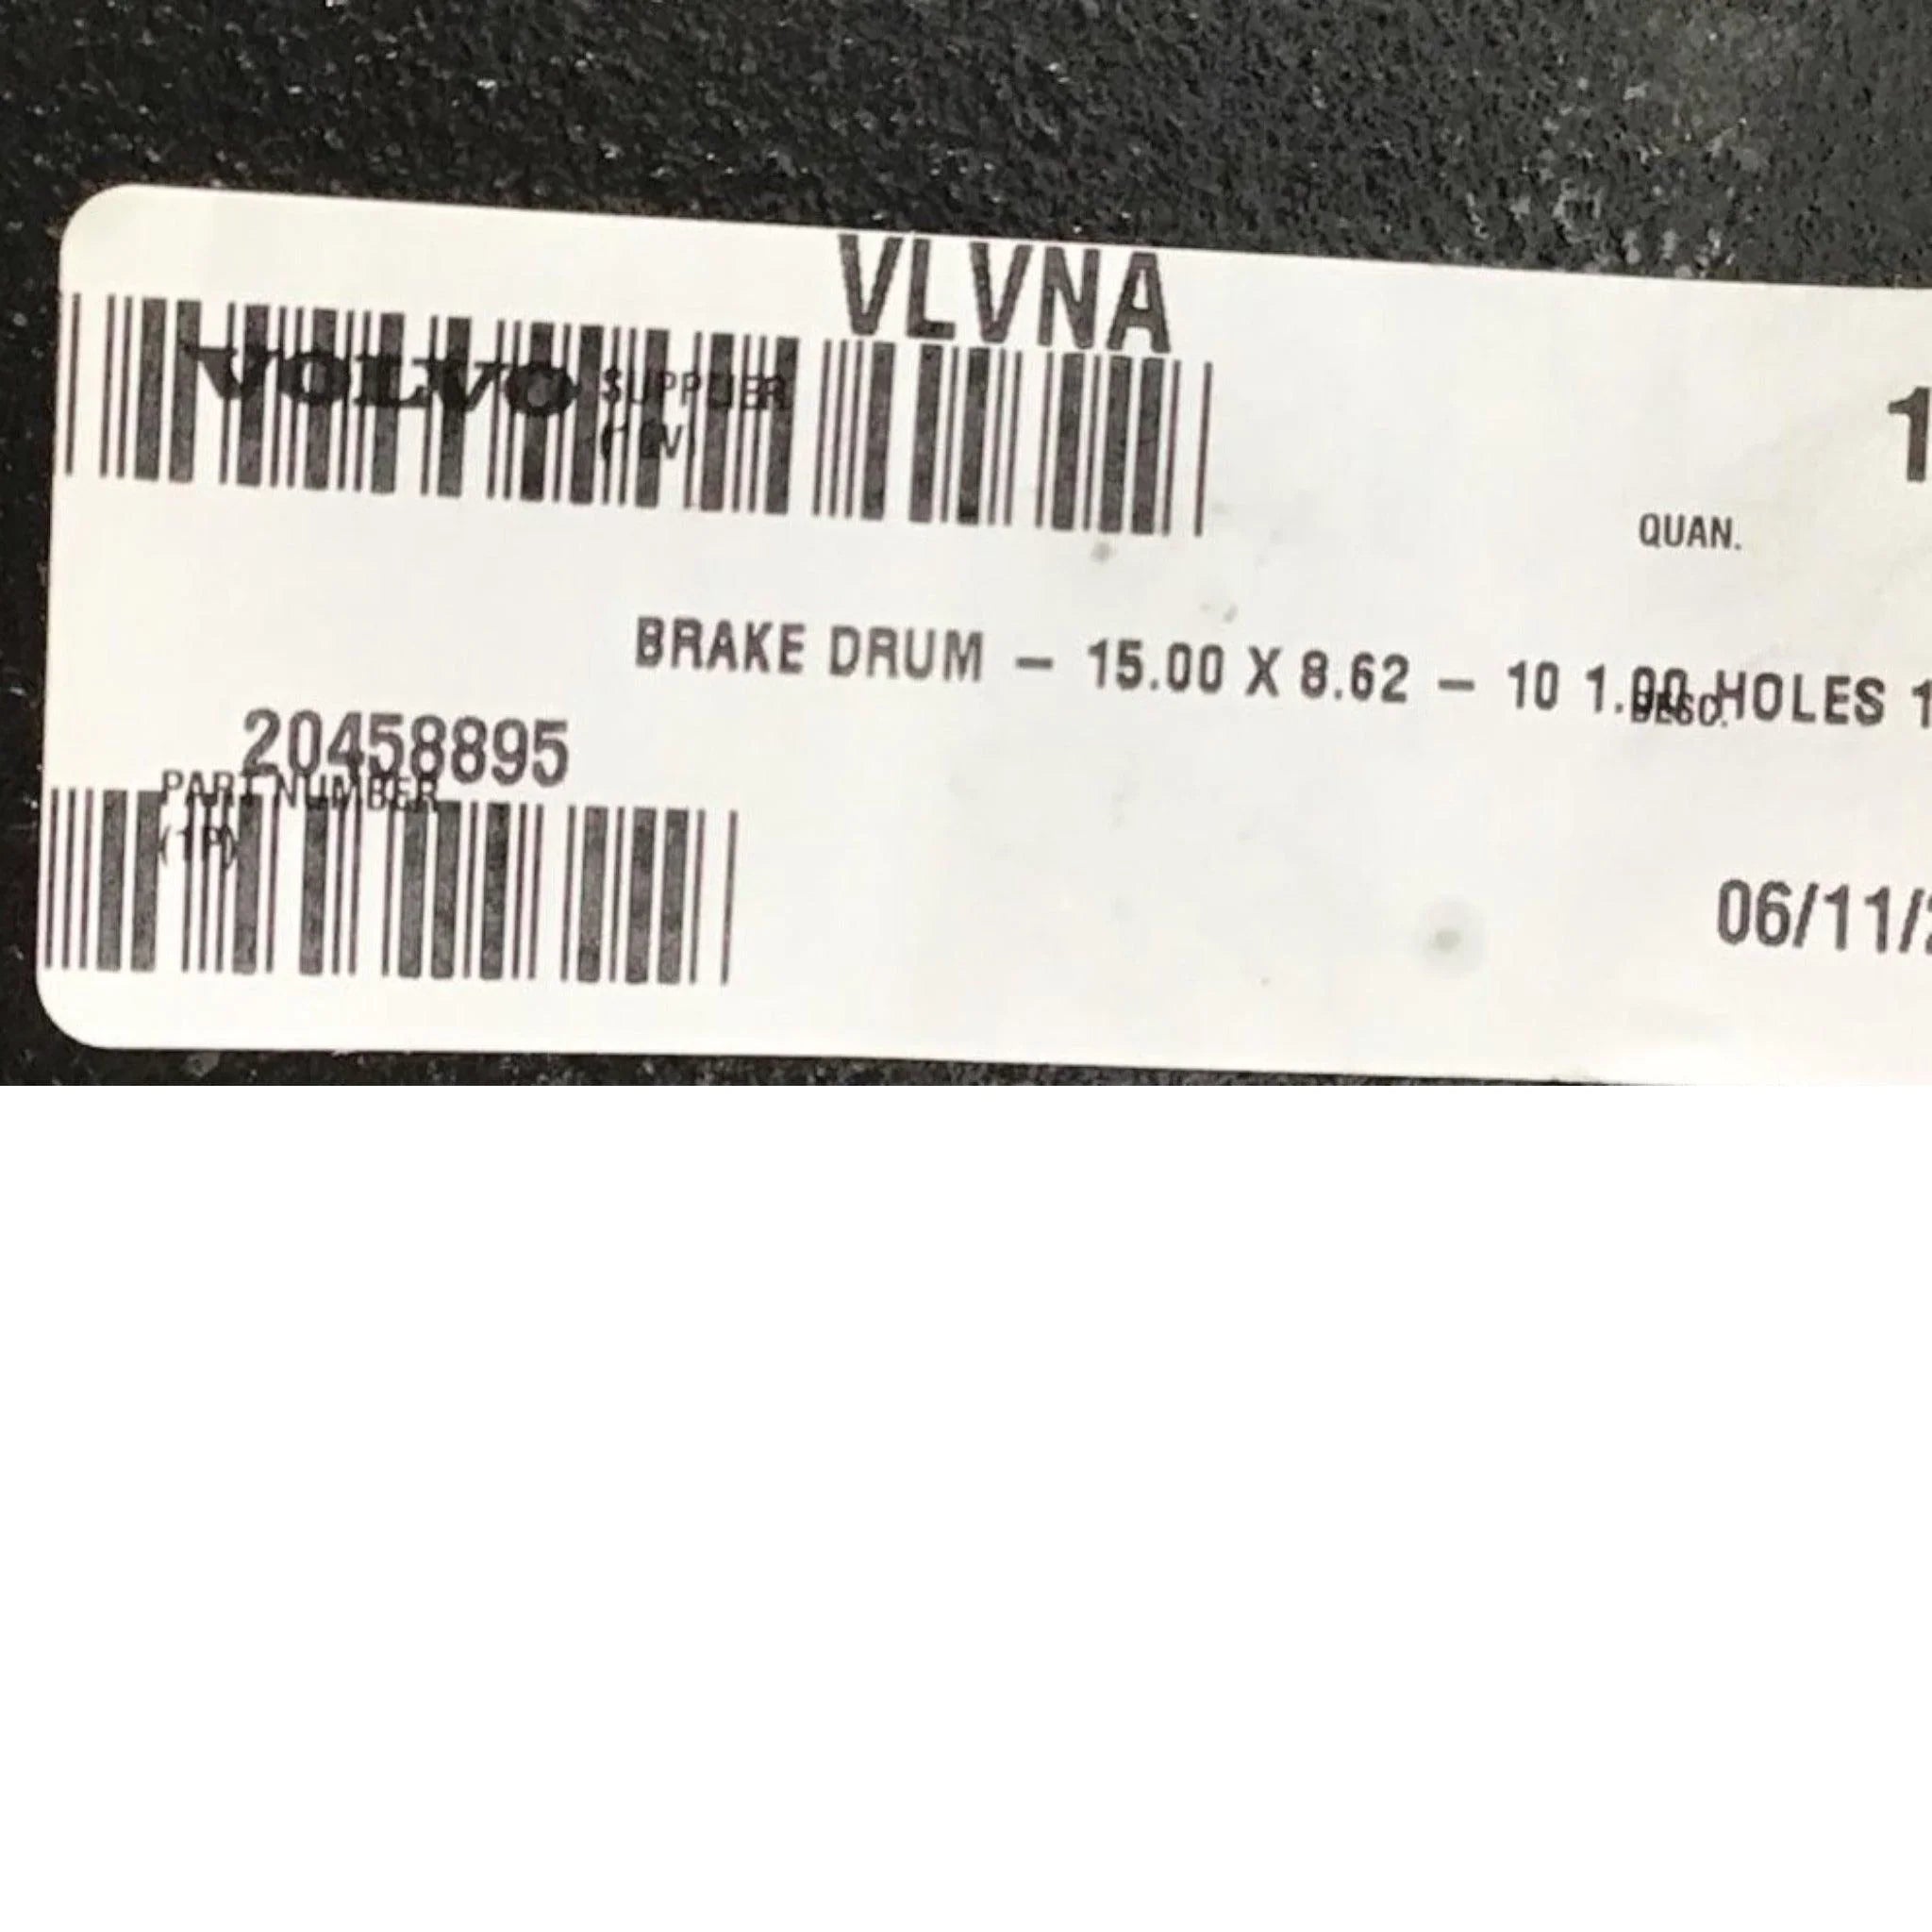 VLVNA
VOLVO SUPPLIER
1
QUAN.
BRAKE DRUM – 15.00 X 8.62 – 10 1.00 HOLES 1
DESC.
20458895
PART NUMBER
(1P)
06/11/